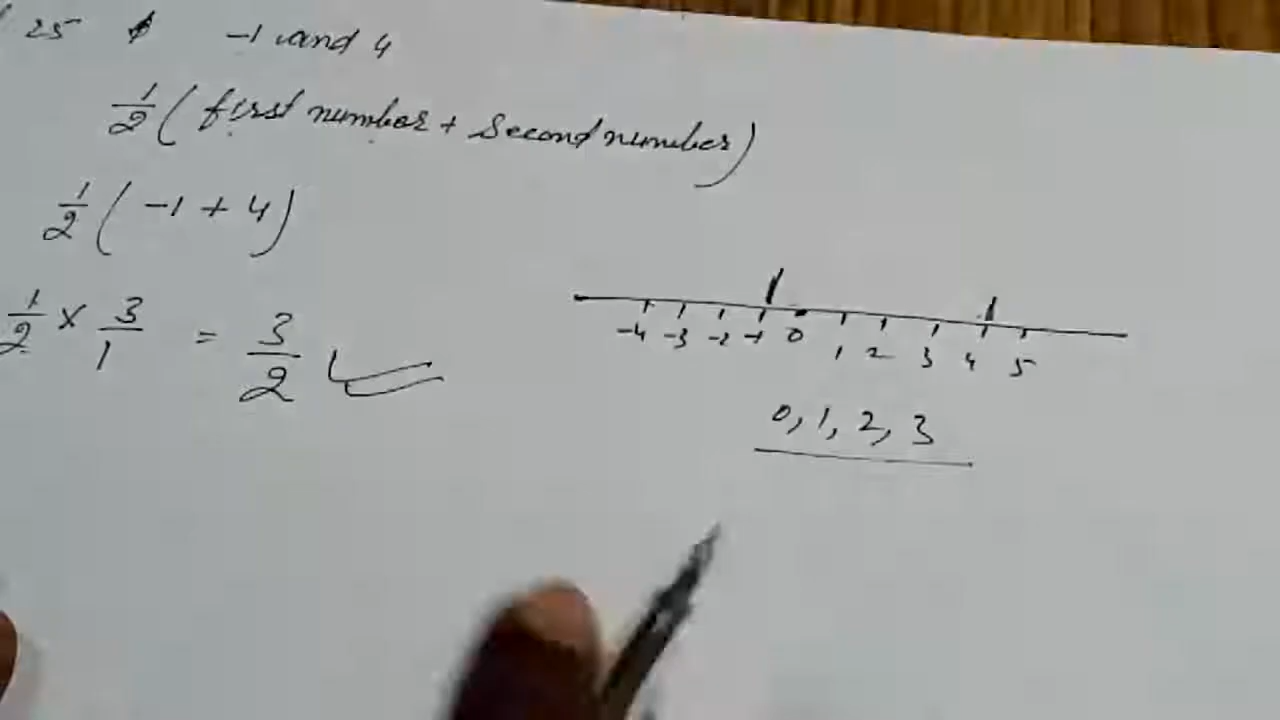 25 -1 and 4
1/2 ( first number + second number )
1/2 ( -1 + 4 )
1/2 × 3/1 = 3/2
-4 -3 -2 -1 0 1 2 3 4 5
0, 1, 2, 3